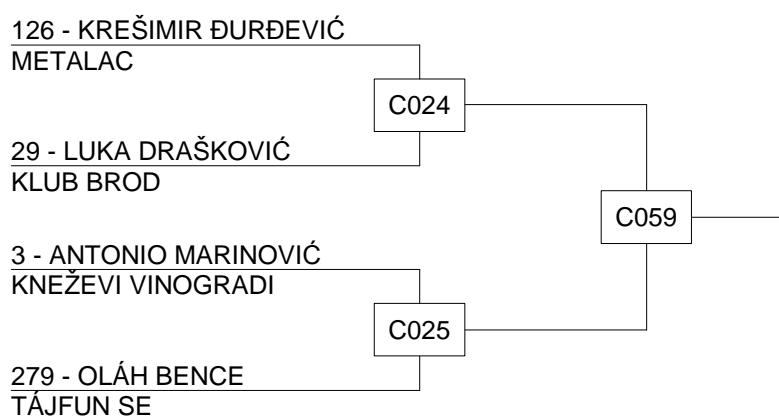 126 - KREŠIMIR ĐURĐEVIĆ
METALAC
C024
29 - LUKA DRAŠKOVIĆ
KLUB BROD
C059
3 - ANTONIO MARINOVIĆ
KNEŽEVI VINOGRADI
C025
279 - OLÁH BENCE
TÁJFUN SE